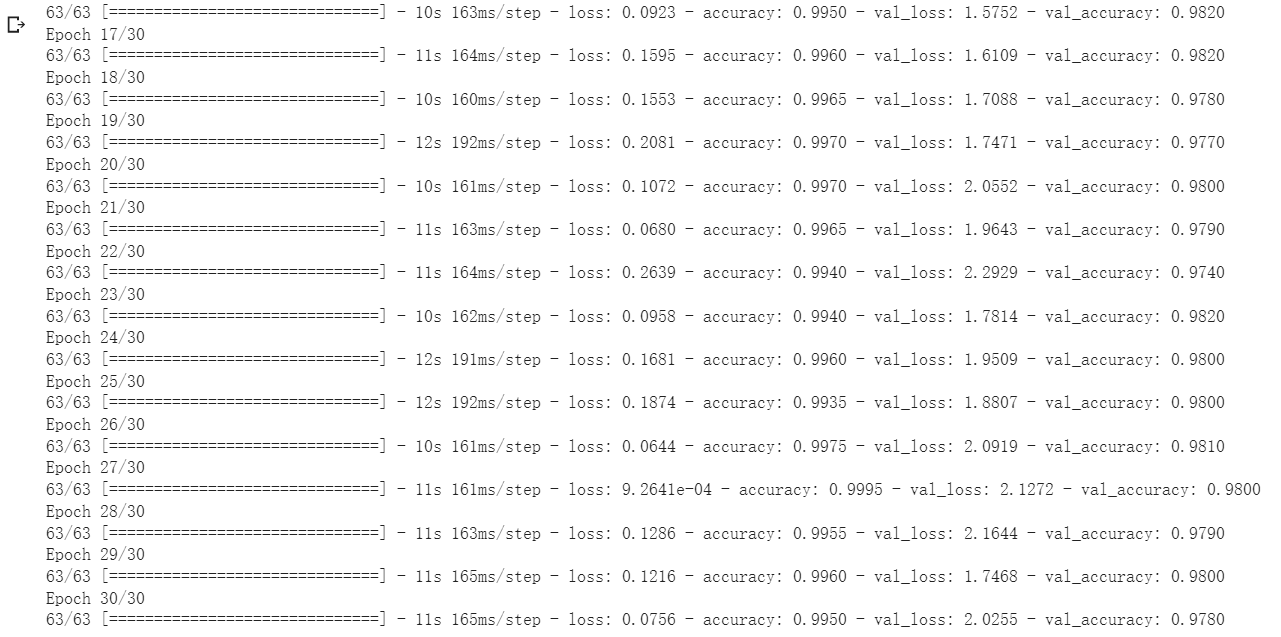 63/63 [==============================] - 10s 163ms/step - loss: 0.0923 - accuracy: 0.9950 - val_loss: 1.5752 - val_accuracy: 0.9820
Epoch 17/30
63/63 [==============================] - 11s 164ms/step - loss: 0.1595 - accuracy: 0.9960 - val_loss: 1.6109 - val_accuracy: 0.9820
Epoch 18/30
63/63 [==============================] - 10s 160ms/step - loss: 0.1553 - accuracy: 0.9965 - val_loss: 1.7088 - val_accuracy: 0.9780
Epoch 19/30
63/63 [==============================] - 12s 192ms/step - loss: 0.2081 - accuracy: 0.9970 - val_loss: 1.7471 - val_accuracy: 0.9770
Epoch 20/30
63/63 [==============================] - 10s 161ms/step - loss: 0.1072 - accuracy: 0.9970 - val_loss: 2.0552 - val_accuracy: 0.9800
Epoch 21/30
63/63 [==============================] - 11s 163ms/step - loss: 0.0680 - accuracy: 0.9965 - val_loss: 1.9643 - val_accuracy: 0.9790
Epoch 22/30
63/63 [==============================] - 11s 164ms/step - loss: 0.2639 - accuracy: 0.9940 - val_loss: 2.2929 - val_accuracy: 0.9740
Epoch 23/30
63/63 [==============================] - 10s 162ms/step - loss: 0.0958 - accuracy: 0.9940 - val_loss: 1.7814 - val_accuracy: 0.9820
Epoch 24/30
63/63 [==============================] - 12s 191ms/step - loss: 0.1681 - accuracy: 0.9960 - val_loss: 1.9509 - val_accuracy: 0.9800
Epoch 25/30
63/63 [==============================] - 12s 192ms/step - loss: 0.1874 - accuracy: 0.9935 - val_loss: 1.8807 - val_accuracy: 0.9800
Epoch 26/30
63/63 [==============================] - 10s 161ms/step - loss: 0.0644 - accuracy: 0.9975 - val_loss: 2.0919 - val_accuracy: 0.9810
Epoch 27/30
63/63 [==============================] - 11s 161ms/step - loss: 9.2641e-04 - accuracy: 0.9995 - val_loss: 2.1272 - val_accuracy: 0.9800
Epoch 28/30
63/63 [==============================] - 11s 163ms/step - loss: 0.1286 - accuracy: 0.9955 - val_loss: 2.1644 - val_accuracy: 0.9790
Epoch 29/30
63/63 [==============================] - 11s 165ms/step - loss: 0.1216 - accuracy: 0.9960 - val_loss: 1.7468 - val_accuracy: 0.9800
Epoch 30/30
63/63 [==============================] - 11s 165ms/step - loss: 0.0756 - accuracy: 0.9950 - val_loss: 2.0255 - val_accuracy: 0.9780